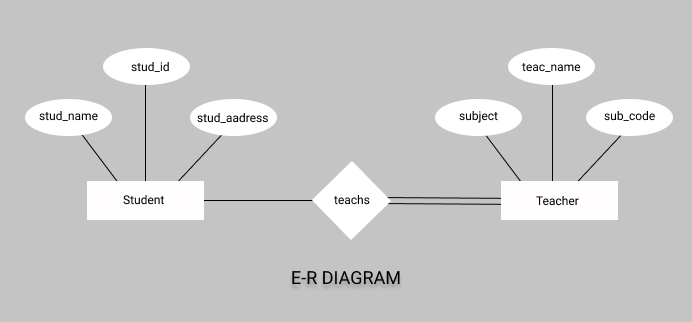 stud_id
teac_name
stud_name
stud_aadress
subject
sub_code
Student
teachs
Teacher
E-R DIAGRAM